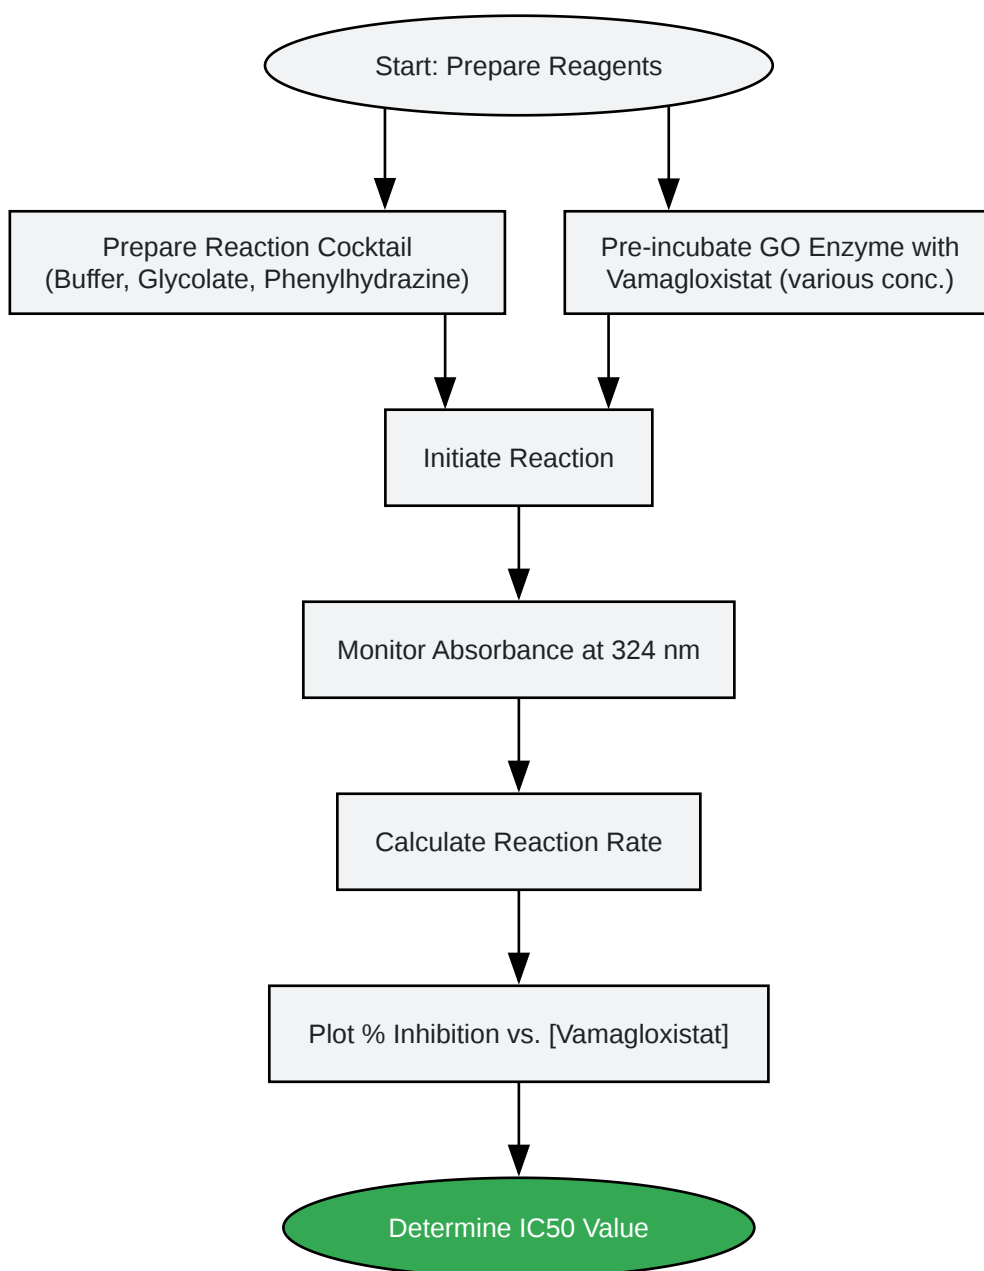 Start: Prepare Reagents
Prepare Reaction Cocktail
(Buffer, Glycolate, Phenylhydrazine)
Pre-incubate GO Enzyme with
Vamagloxistat (various conc.)
Initiate Reaction
Monitor Absorbance at 324 nm
Calculate Reaction Rate
Plot % Inhibition vs. [Vamagloxistat]
Determine IC50 Value